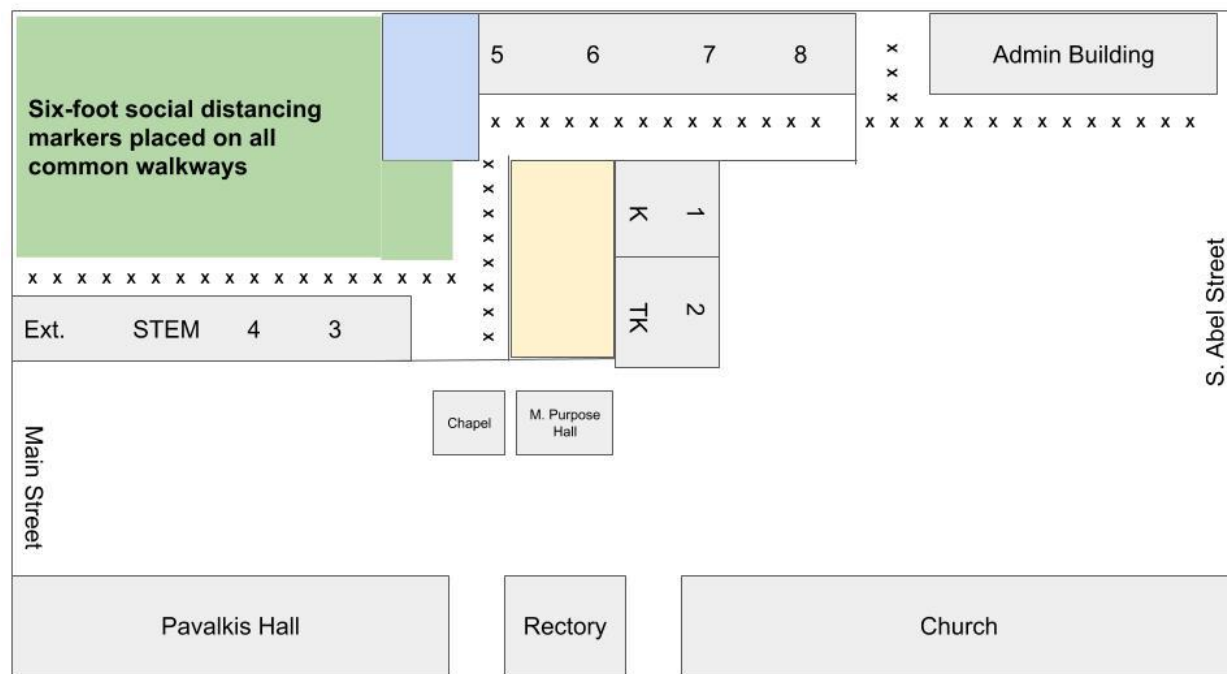 5 6 7 8
Admin Building
Six-foot social distancing
markers placed on all
common walkways
x
x
x
x x x x x x x x x x x x x x
x x x x x x x x x x x x x x
x
x
x
x
x
x
x
x
K 1
TK 2
x x x x x x x x x x x x x x x x x x
Ext. STEM 4 3
S. Abel Street
Chapel
M. Purpose
Hall
Main Street
Pavalkis Hall
Rectory
Church